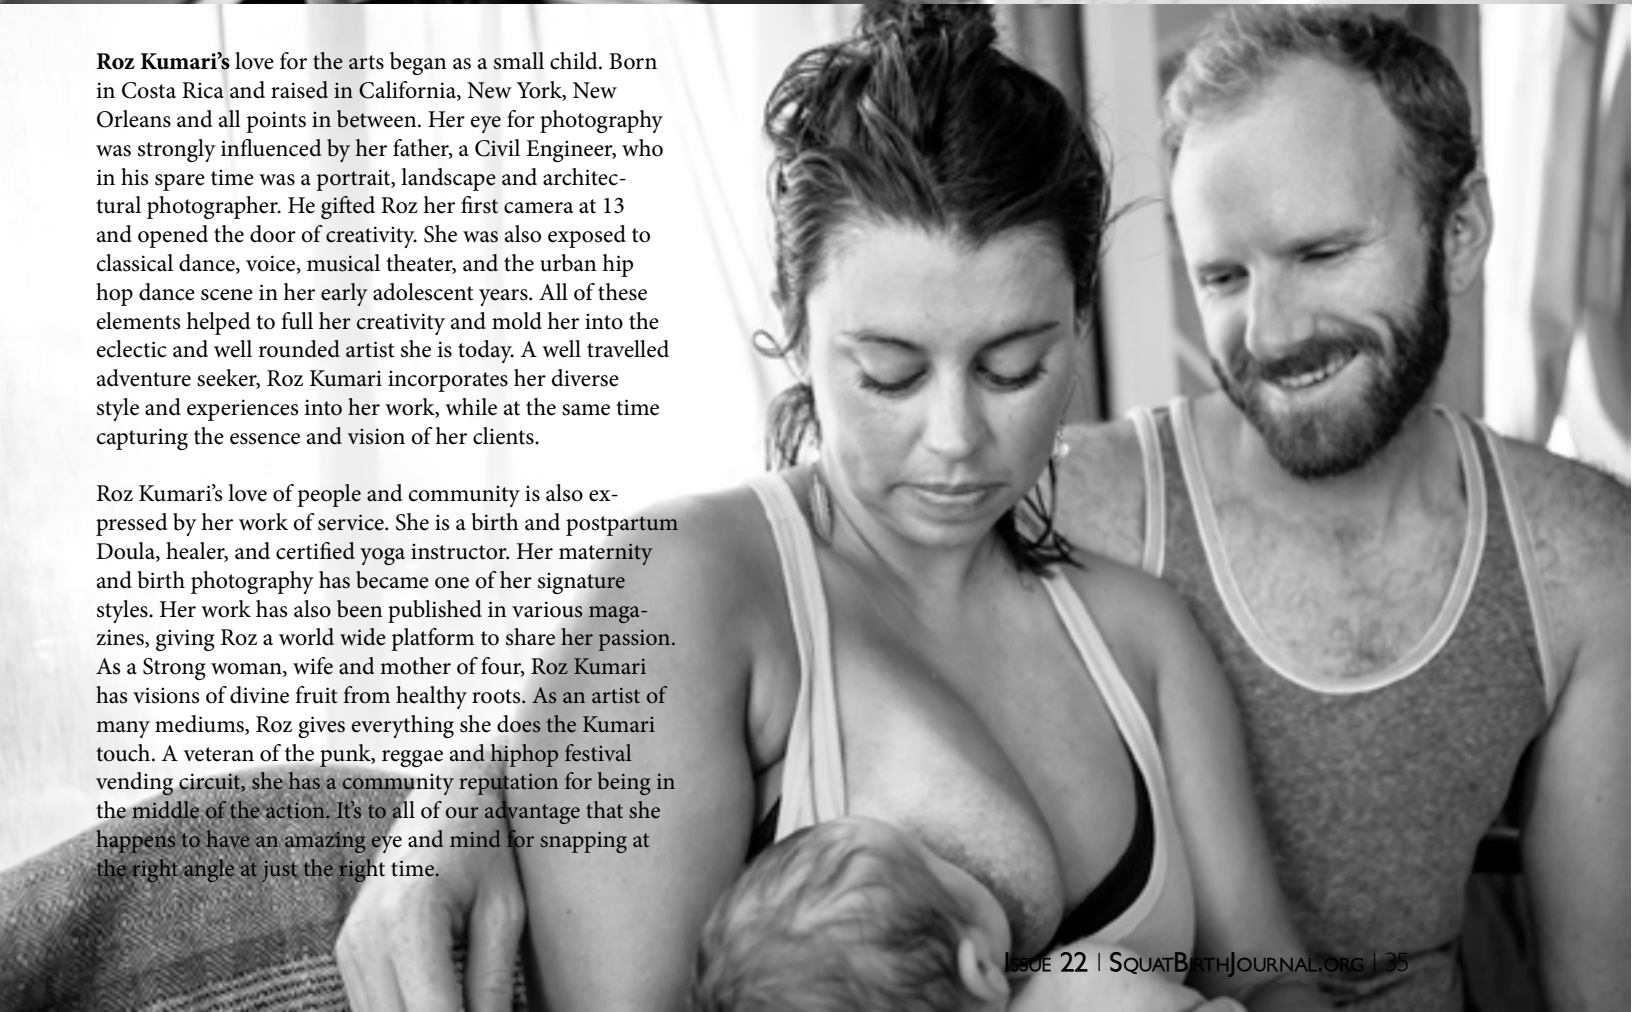 Roz Kumari’s love for the arts began as a small child. Born
in Costa Rica and raised in California, New York, New
Orleans and all points in between. Her eye for photography
was strongly influenced by her father, a Civil Engineer, who
in his spare time was a portrait, landscape and architec-
tural photographer. He gifted Roz her first camera at 13
and opened the door of creativity. She was also exposed to
classical dance, voice, musical theater, and the urban hip
hop dance scene in her early adolescent years. All of these
elements helped to full her creativity and mold her into the
eclectic and well rounded artist she is today. A well travelled
adventure seeker, Roz Kumari incorporates her diverse
style and experiences into her work, while at the same time
capturing the essence and vision of her clients.
Roz Kumari’s love of people and community is also ex-
pressed by her work of service. She is a birth and postpartum
Doula, healer, and certified yoga instructor. Her maternity
and birth photography has became one of her signature
styles. Her work has also been published in various maga-
zines, giving Roz a world wide platform to share her passion.
As a Strong woman, wife and mother of four, Roz Kumari
has visions of divine fruit from healthy roots. As an artist of
many mediums, Roz gives everything she does the Kumari
touch. A veteran of the punk, reggae and hiphop festival
vending circuit, she has a community reputation for being in
the middle of the action. It’s to all of our advantage that she
happens to have an amazing eye and mind for snapping at
the right angle at just the right time.
Issue 22 | SquatBirthJournal.org | 35